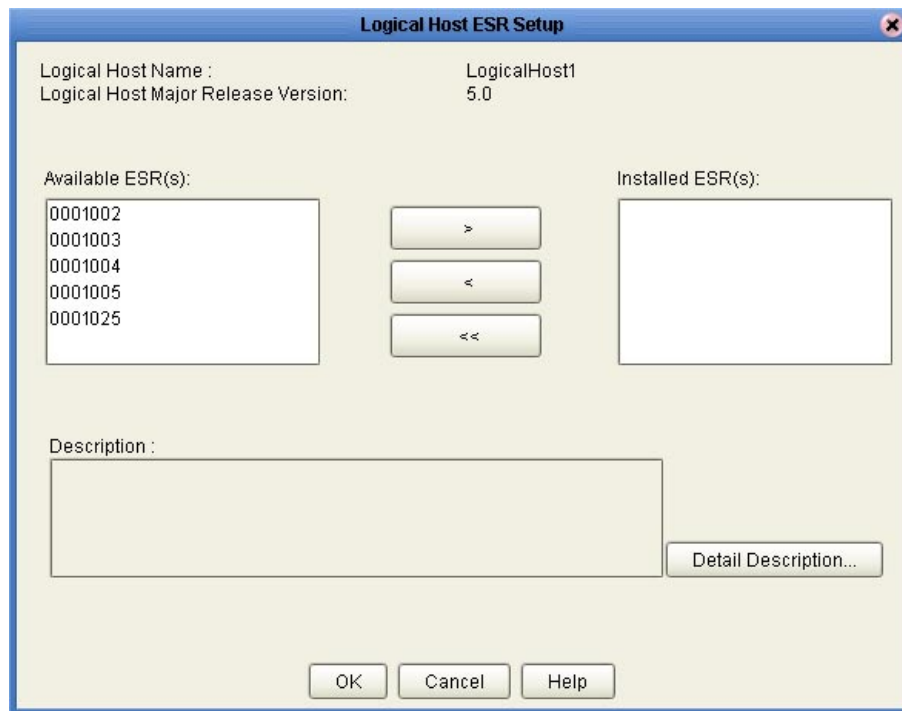 Logical Host ESR Setup
Logical Host Name : LogicalHost1
Logical Host Major Release Version: 5.0
Available ESR(s):
0001002
0001003
0001004
0001005
0001025
>
<
<<
Installed ESR(s):
Description :
Detail Description...
OK Cancel Help